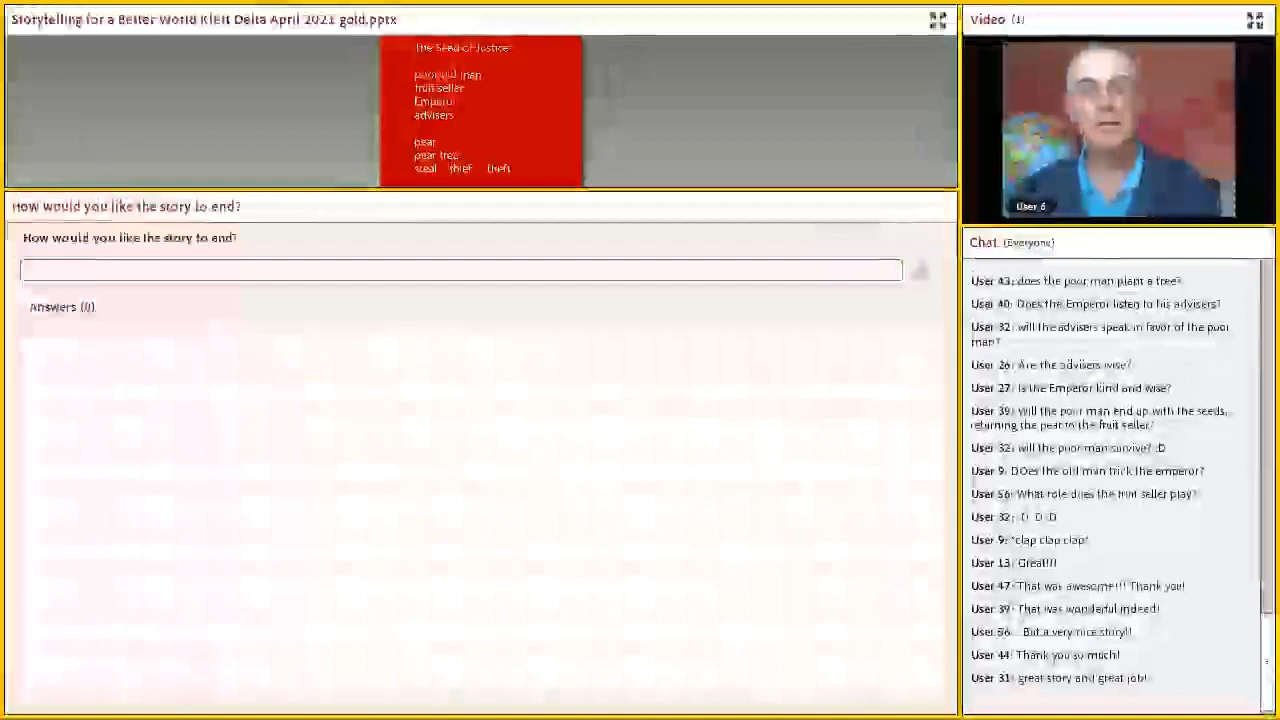 Storytelling for a Better World Klett Delta April 2021 gold.pptx
The Seed of Justice
poor old man
fruit seller
Emperor
advisers
pear
pear tree
steal thief theft
How would you like the story to end?
How would you like the story to end?
Answers (0)
Video (1)
User 6
Chat (Everyone)
User 43: does the poor man plant a tree?
User 40: Does the Emperor listen to his advisers?
User 32: will the advisers speak in favor of the poor
man?
User 26: Are the advisers wise?
User 27: Is the Emperor kind and wise?
User 39: Will the poor man end up with the seeds,
returning the pear to the fruit seller?
User 32: will the poor man survive? :D
User 9: DOes the old man trick the emperor?
User 56: What role does the fruit seller play?
User 32: :D :D :D
User 9: *clap clap clap*
User 13: Great!!!
User 47: That was awesome!!! Thank you!
User 39: That was wonderful indeed!
User 56: ...But a very nice story!!
User 44: Thank you so much!
User 31: great story and great job!